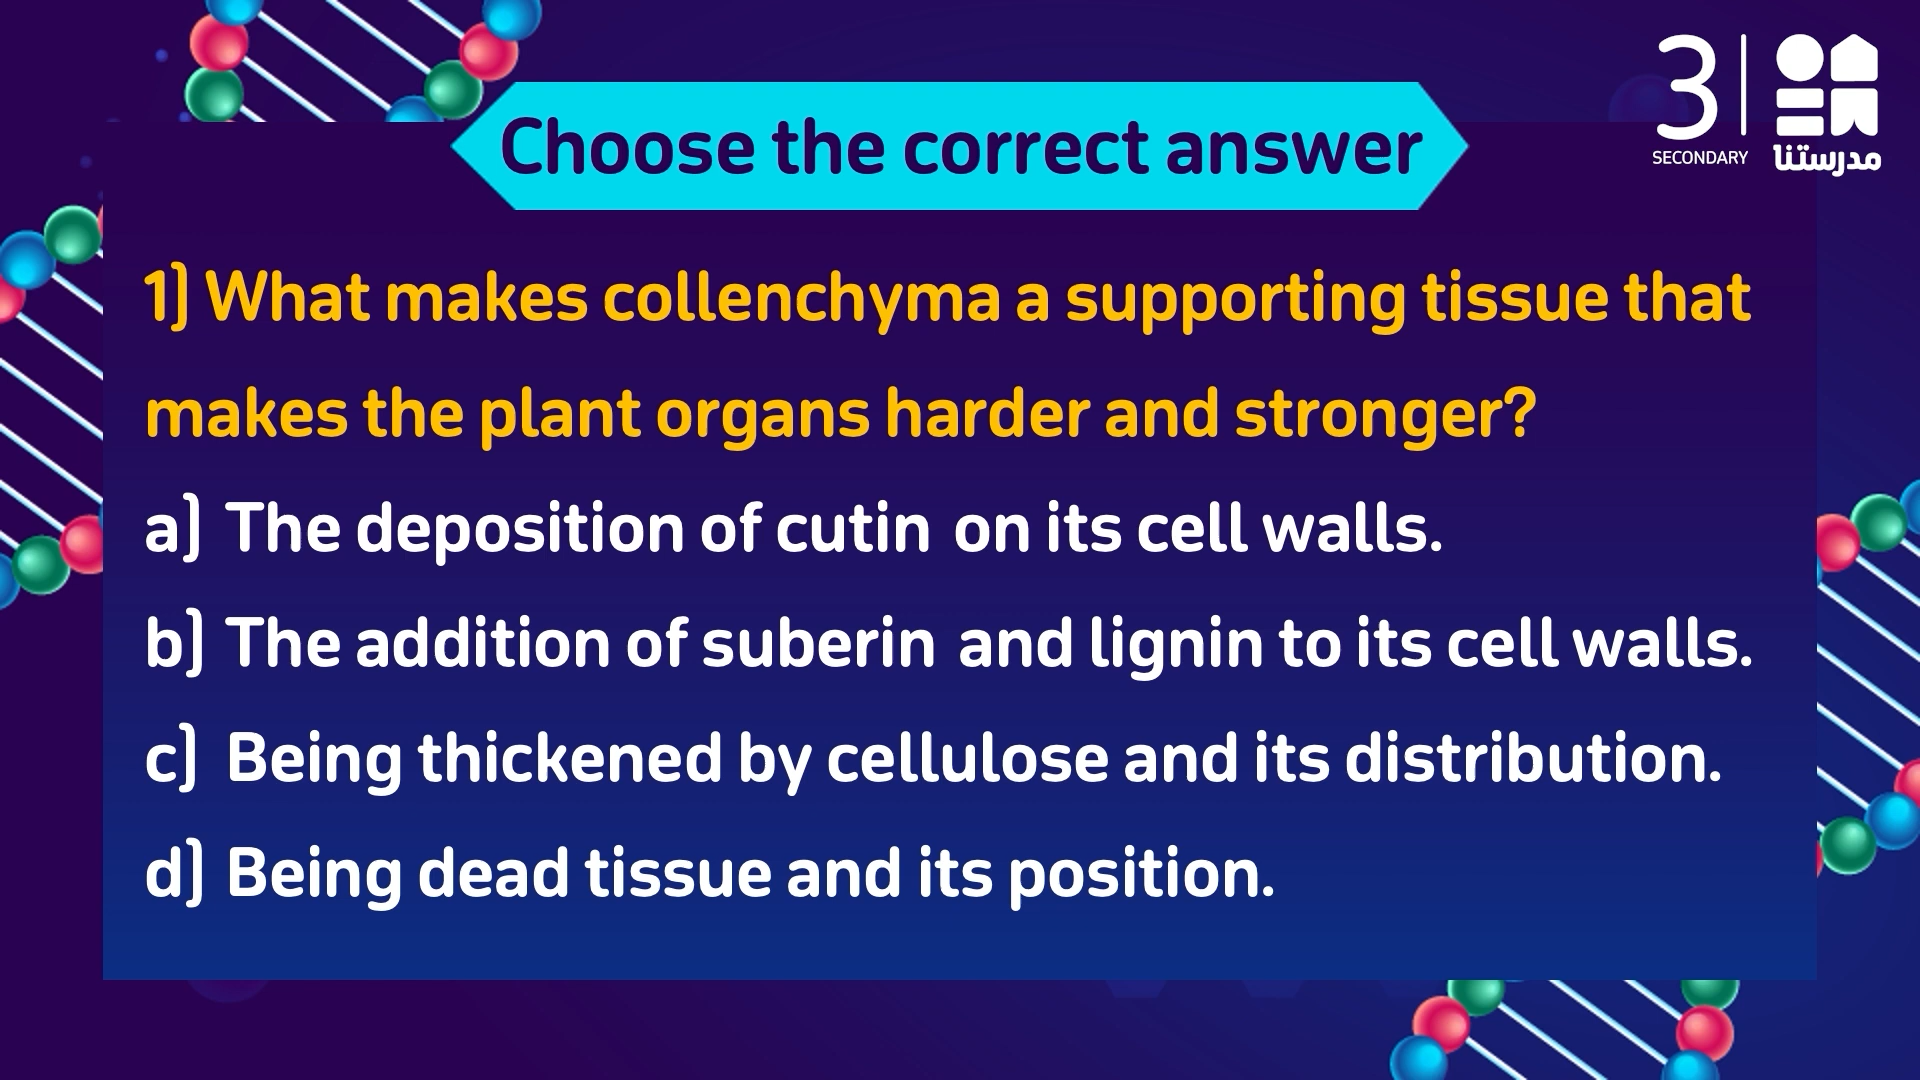 Choose the correct answer
3
SECONDARY
مدرستنا
1) What makes collenchyma a supporting tissue that
makes the plant organs harder and stronger?
a) The deposition of cutin on its cell walls.
b) The addition of suberin and lignin to its cell walls.
c) Being thickened by cellulose and its distribution.
d) Being dead tissue and its position.